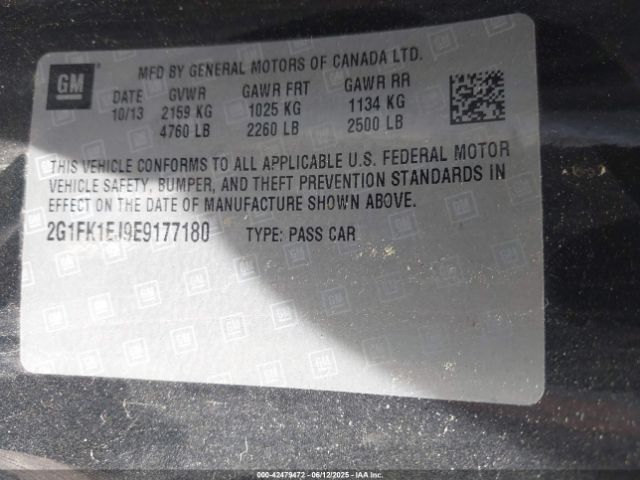 GM
MFD BY GENERAL MOTORS OF CANADA LTD.
DATE GVWR GAWR FRT GAWR RR
10/13 2159 KG 1025 KG 1134 KG
4760 LB 2260 LB 2500 LB
THIS VEHICLE CONFORMS TO ALL APPLICABLE U.S. FEDERAL MOTOR
VEHICLE SAFETY, BUMPER, AND THEFT PREVENTION STANDARDS IN
EFFECT ON THE DATE OF MANUFACTURE SHOWN ABOVE.
2G1FK1EJ9E9177180 TYPE: PASS CAR
000-42479472 - 06/12/2025 - IAAI.COM